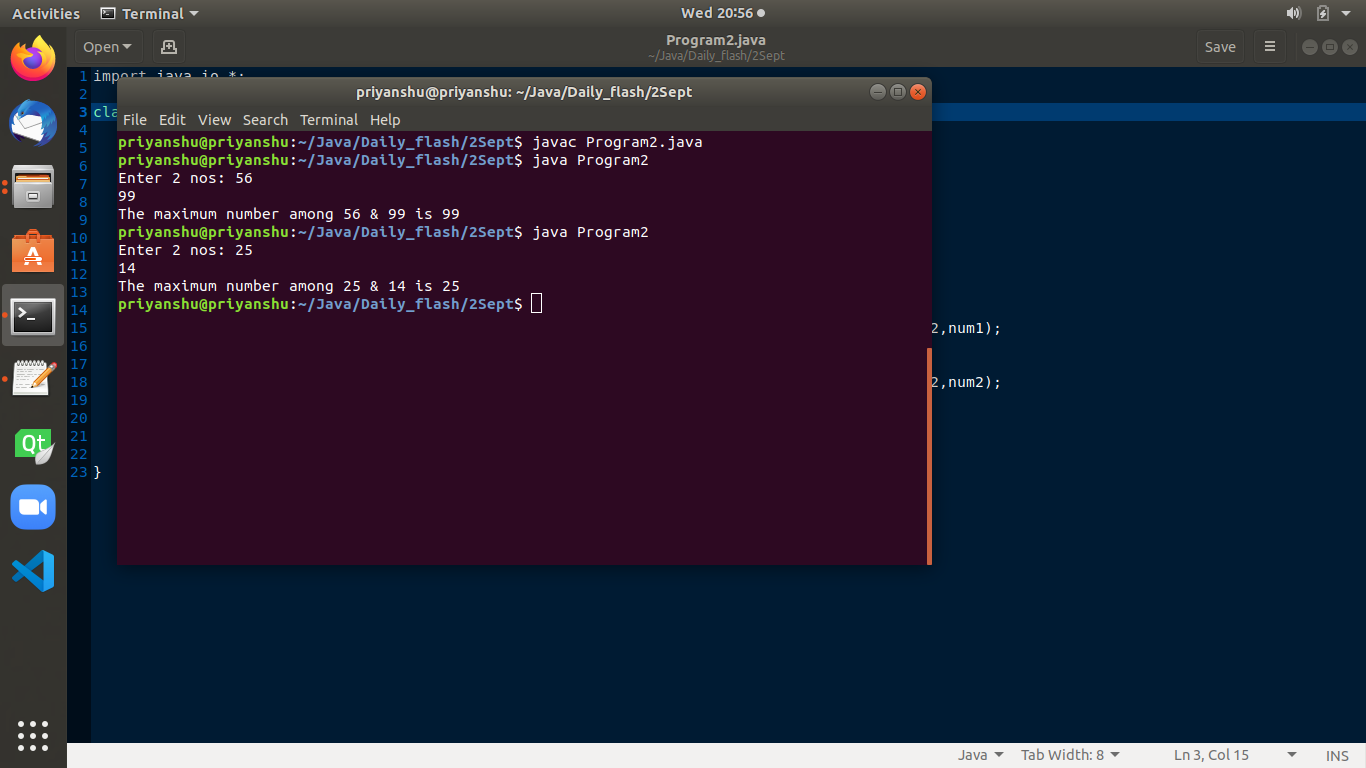 Activities Terminal Wed 20:56
Open Program2.java Save
~/Java/Daily_flash/2Sept
1 import java.io.*;
2
priyanshu@priyanshu: ~/Java/Daily_flash/2Sept
3 cla
File Edit View Search Terminal Help
4
5 priyanshu@priyanshu:~/Java/Daily_flash/2Sept$ javac Program2.java
6 priyanshu@priyanshu:~/Java/Daily_flash/2Sept$ java Program2
7 Enter 2 nos: 56
8 99
9 The maximum number among 56 & 99 is 99
10 priyanshu@priyanshu:~/Java/Daily_flash/2Sept$ java Program2
11 Enter 2 nos: 25
12 14
13 The maximum number among 25 & 14 is 25
14 priyanshu@priyanshu:~/Java/Daily_flash/2Sept$
15 2,num1);
16
17
18 2,num2);
19
20
21
22
23 }
Qt
Java Tab Width: 8 Ln 3, Col 15 INS